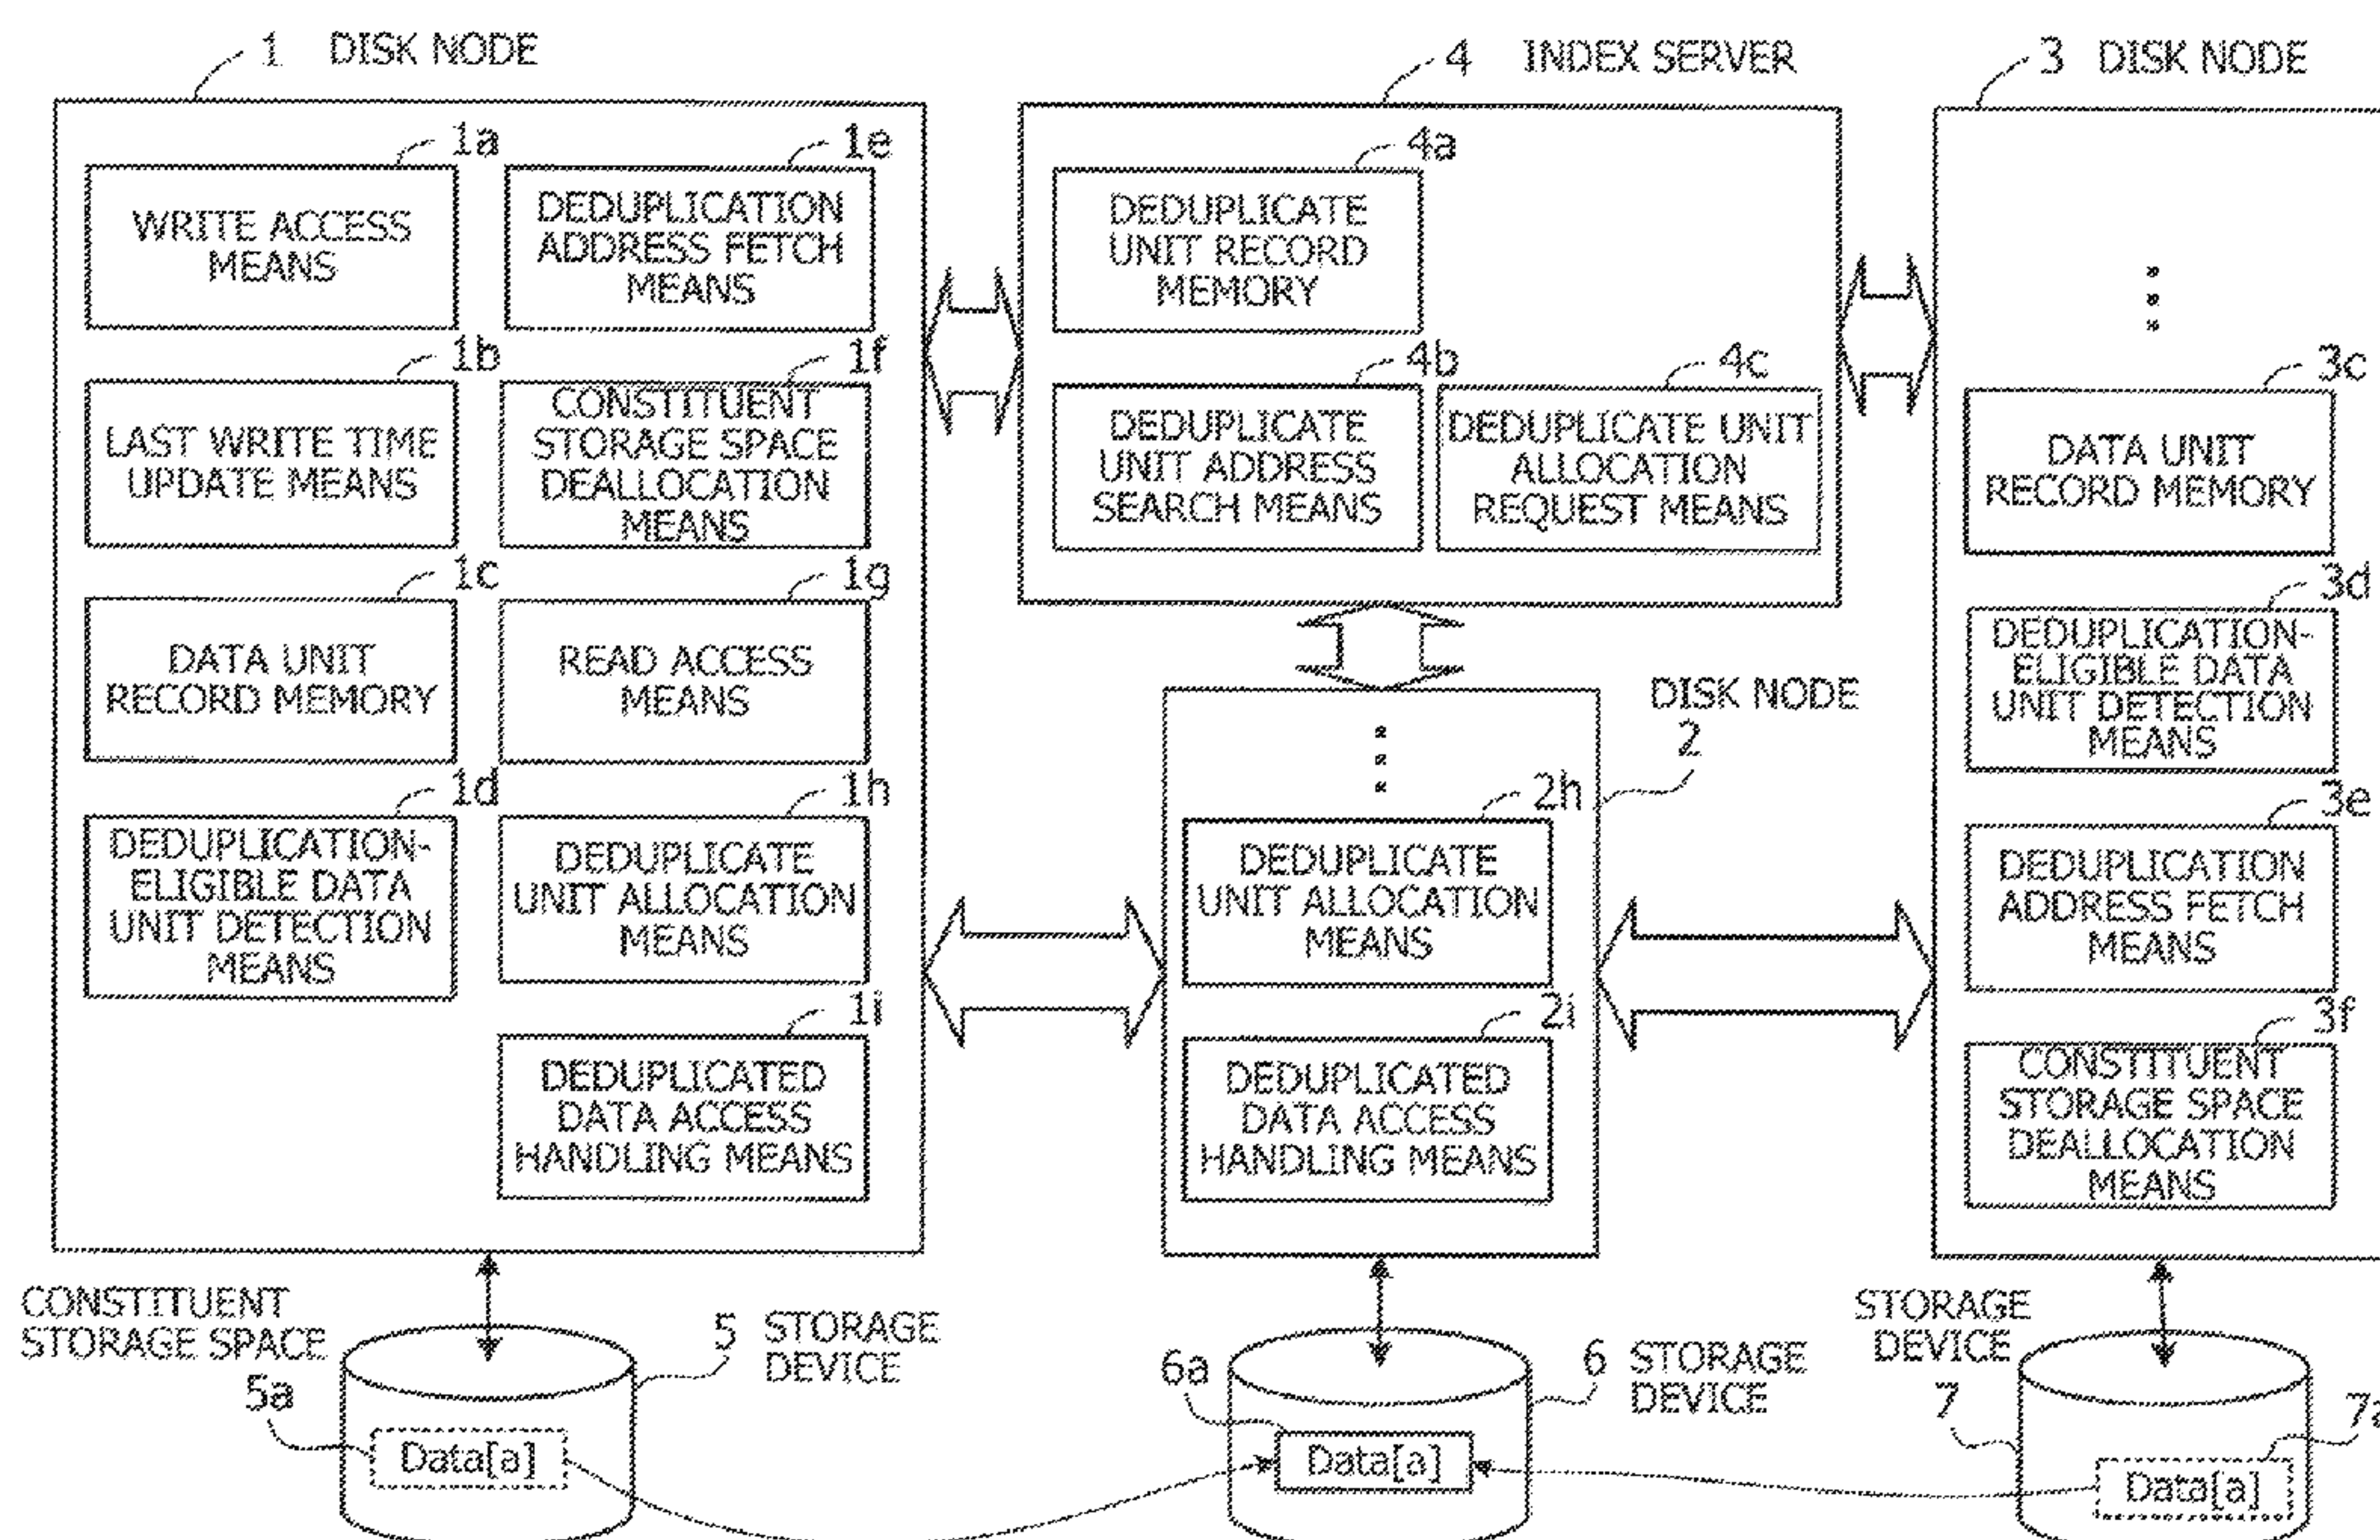 1 DISK NODE
1a
WRITE ACCESS
MEANS
1e
DEDUPLICATION
ADDRESS FETCH
MEANS
1b
LAST WRITE TIME
UPDATE MEANS
1f
CONSTITUENT
STORAGE SPACE
DEALLOCATION
MEANS
1c
DATA UNIT
RECORD MEMORY
1g
READ ACCESS
MEANS
1d
DEDUPLICATION-
ELIGIBLE DATA
UNIT DETECTION
MEANS
1h
DEDUPLICATE
UNIT ALLOCATION
MEANS
1i
DEDUPLICATED
DATA ACCESS
HANDLING MEANS
4 INDEX SERVER
4a
DEDUPLICATE
UNIT RECORD
MEMORY
4b
DEDUPLICATE
UNIT ADDRESS
SEARCH MEANS
4c
DEDUPLICATE UNIT
ALLOCATION
REQUEST MEANS
DISK NODE
2
2h
DEDUPLICATE
UNIT ALLOCATION
MEANS
2i
DEDUPLICATED
DATA ACCESS
HANDLING MEANS
3 DISK NODE
3c
DATA UNIT
RECORD MEMORY
3d
DEDUPLICATION-
ELIGIBLE DATA
UNIT DETECTION
MEANS
3e
DEDUPLICATION
ADDRESS FETCH
MEANS
3f
CONSTITUENT
STORAGE SPACE
DEALLOCATION
MEANS
CONSTITUENT
STORAGE SPACE
5a
Data[a]
5 STORAGE
DEVICE
6a
Data[a]
6 STORAGE
DEVICE
STORAGE
DEVICE
7
7a
Data[a]